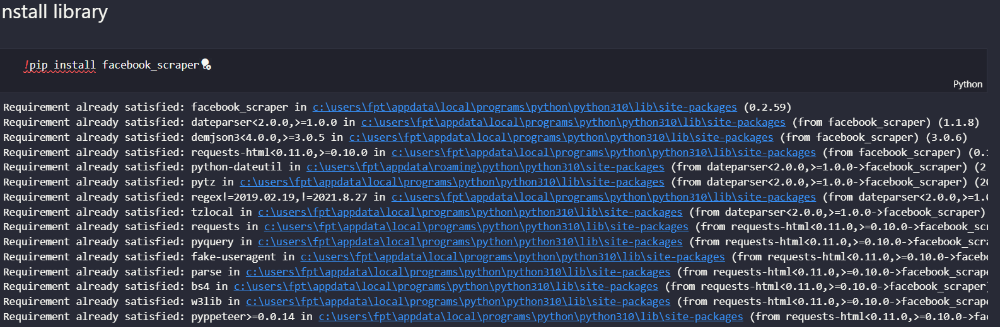 nstall library
!pip install facebook_scraper
Python
Requirement already satisfied: facebook_scraper in c:\users\fpt\appdata\local\programs\python\python310\lib\site-packages (0.2.59)
Requirement already satisfied: dateparser<2.0.0,>=1.0.0 in c:\users\fpt\appdata\local\programs\python\python310\lib\site-packages (from facebook_scraper) (1.1.8)
Requirement already satisfied: demjson3<4.0.0,>=3.0.5 in c:\users\fpt\appdata\local\programs\python\python310\lib\site-packages (from facebook_scraper) (3.0.6)
Requirement already satisfied: requests-html<0.11.0,>=0.10.0 in c:\users\fpt\appdata\local\programs\python\python310\lib\site-packages (from facebook_scraper) (0.1
Requirement already satisfied: python-dateutil in c:\users\fpt\appdata\roaming\python\python310\site-packages (from dateparser<2.0.0,>=1.0.0->facebook_scraper) (2
Requirement already satisfied: pytz in c:\users\fpt\appdata\local\programs\python\python310\lib\site-packages (from dateparser<2.0.0,>=1.0.0->facebook_scraper) (20
Requirement already satisfied: regex!=2019.02.19,!=2021.8.27 in c:\users\fpt\appdata\local\programs\python\python310\lib\site-packages (from dateparser<2.0.0,>=1.0
Requirement already satisfied: tzlocal in c:\users\fpt\appdata\local\programs\python\python310\lib\site-packages (from dateparser<2.0.0,>=1.0.0->facebook_scraper)
Requirement already satisfied: requests in c:\users\fpt\appdata\local\programs\python\python310\lib\site-packages (from requests-html<0.11.0,>=0.10.0->facebook_scr
Requirement already satisfied: pyquery in c:\users\fpt\appdata\local\programs\python\python310\lib\site-packages (from requests-html<0.11.0,>=0.10.0->facebook_scra
Requirement already satisfied: fake-useragent in c:\users\fpt\appdata\local\programs\python\python310\lib\site-packages (from requests-html<0.11.0,>=0.10.0->facebo
Requirement already satisfied: parse in c:\users\fpt\appdata\local\programs\python\python310\lib\site-packages (from requests-html<0.11.0,>=0.10.0->facebook_scrape
Requirement already satisfied: bs4 in c:\users\fpt\appdata\local\programs\python\python310\lib\site-packages (from requests-html<0.11.0,>=0.10.0->facebook_scraper)
Requirement already satisfied: w3lib in c:\users\fpt\appdata\local\programs\python\python310\lib\site-packages (from requests-html<0.11.0,>=0.10.0->facebook_scrape
Requirement already satisfied: pyppeteer>=0.0.14 in c:\users\fpt\appdata\local\programs\python\python310\lib\site-packages (from requests-html<0.11.0,>=0.10.0->fac